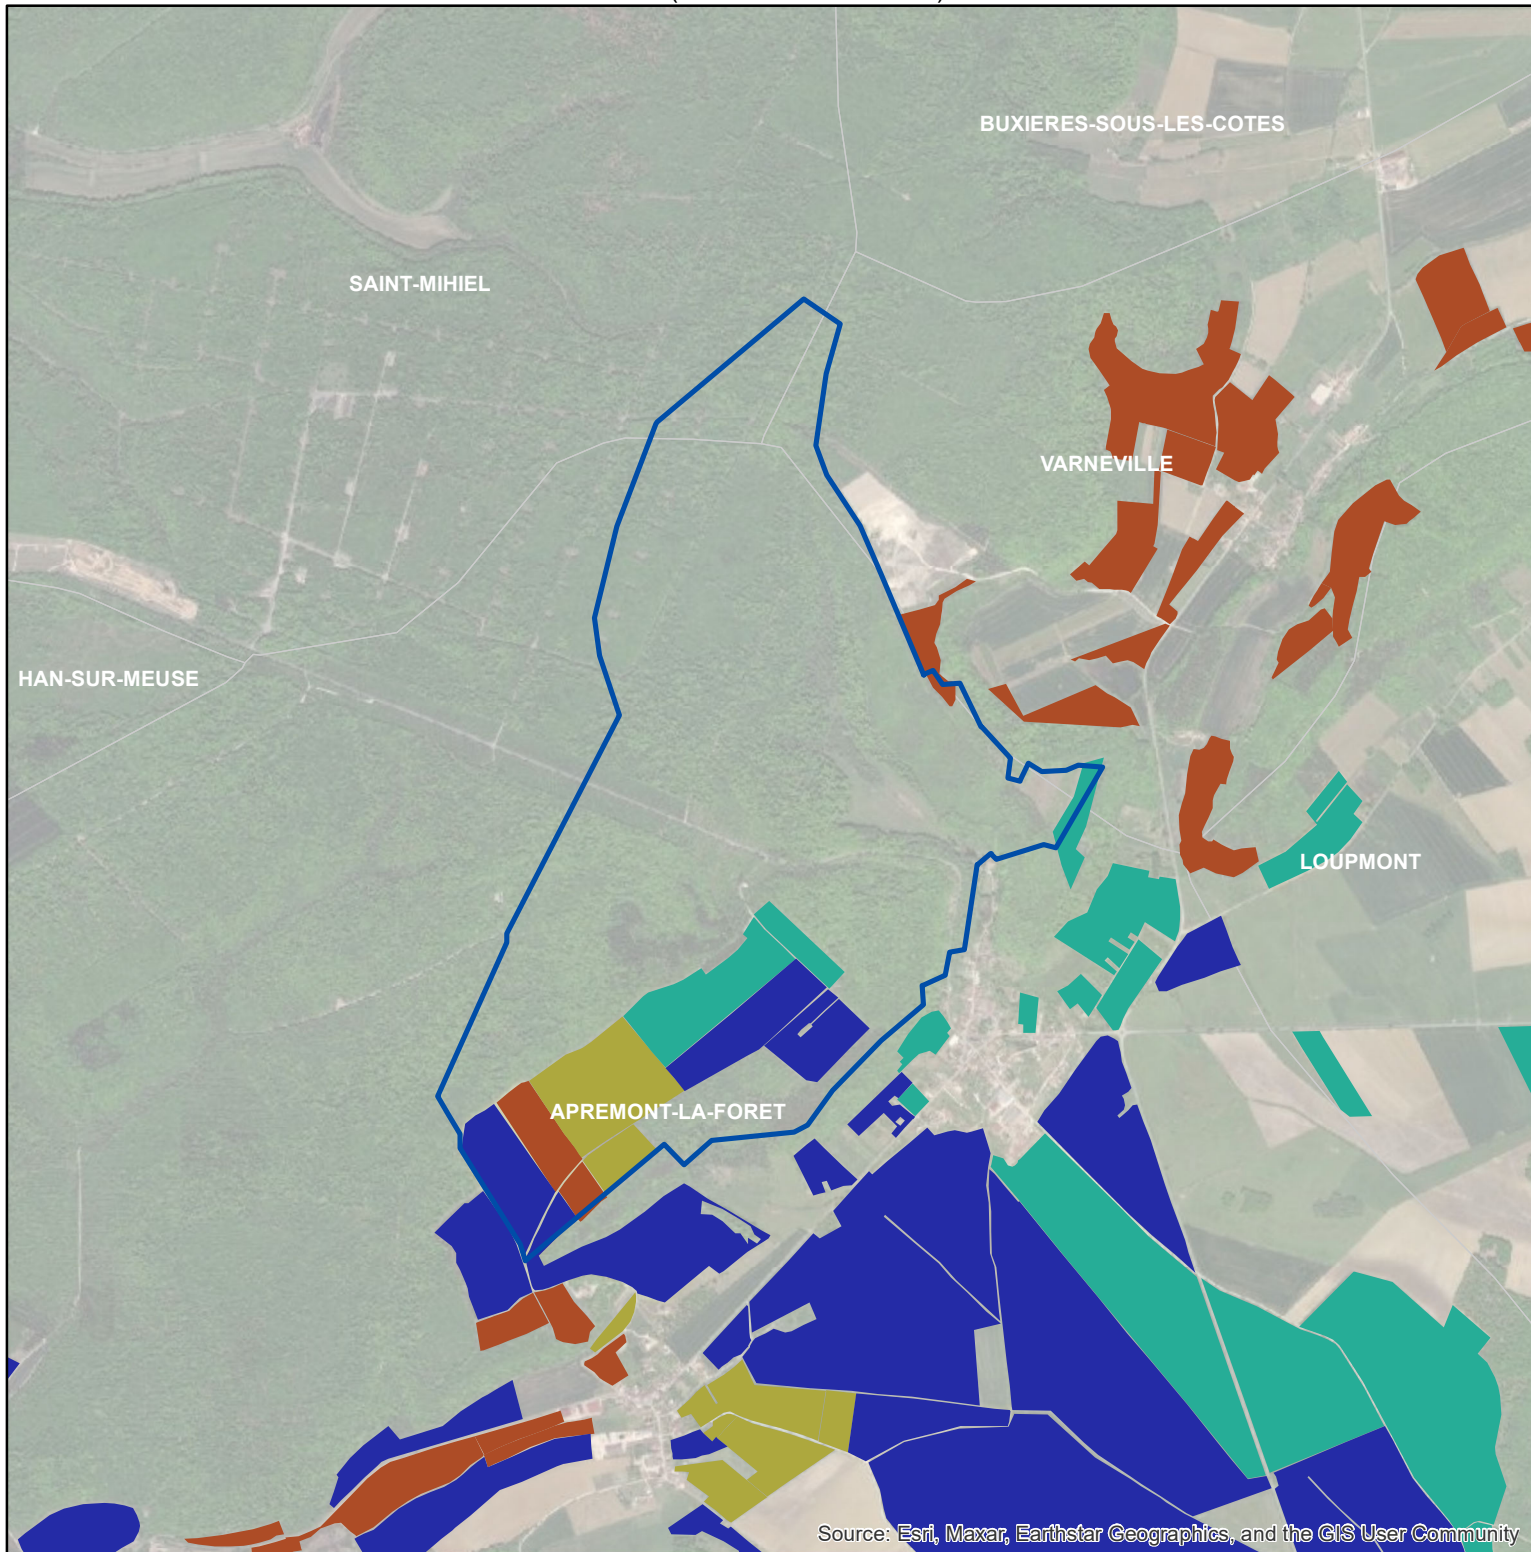 BUXIERES-SOUS-LES-COTES
SAINT-MIHIEL
VARNEVILLE
HAN-SUR-MEUSE
LOUPMONT
APREMONT-LA-FORET
Source: Esri, Maxar, Earthstar Geographics, and the GIS User Community